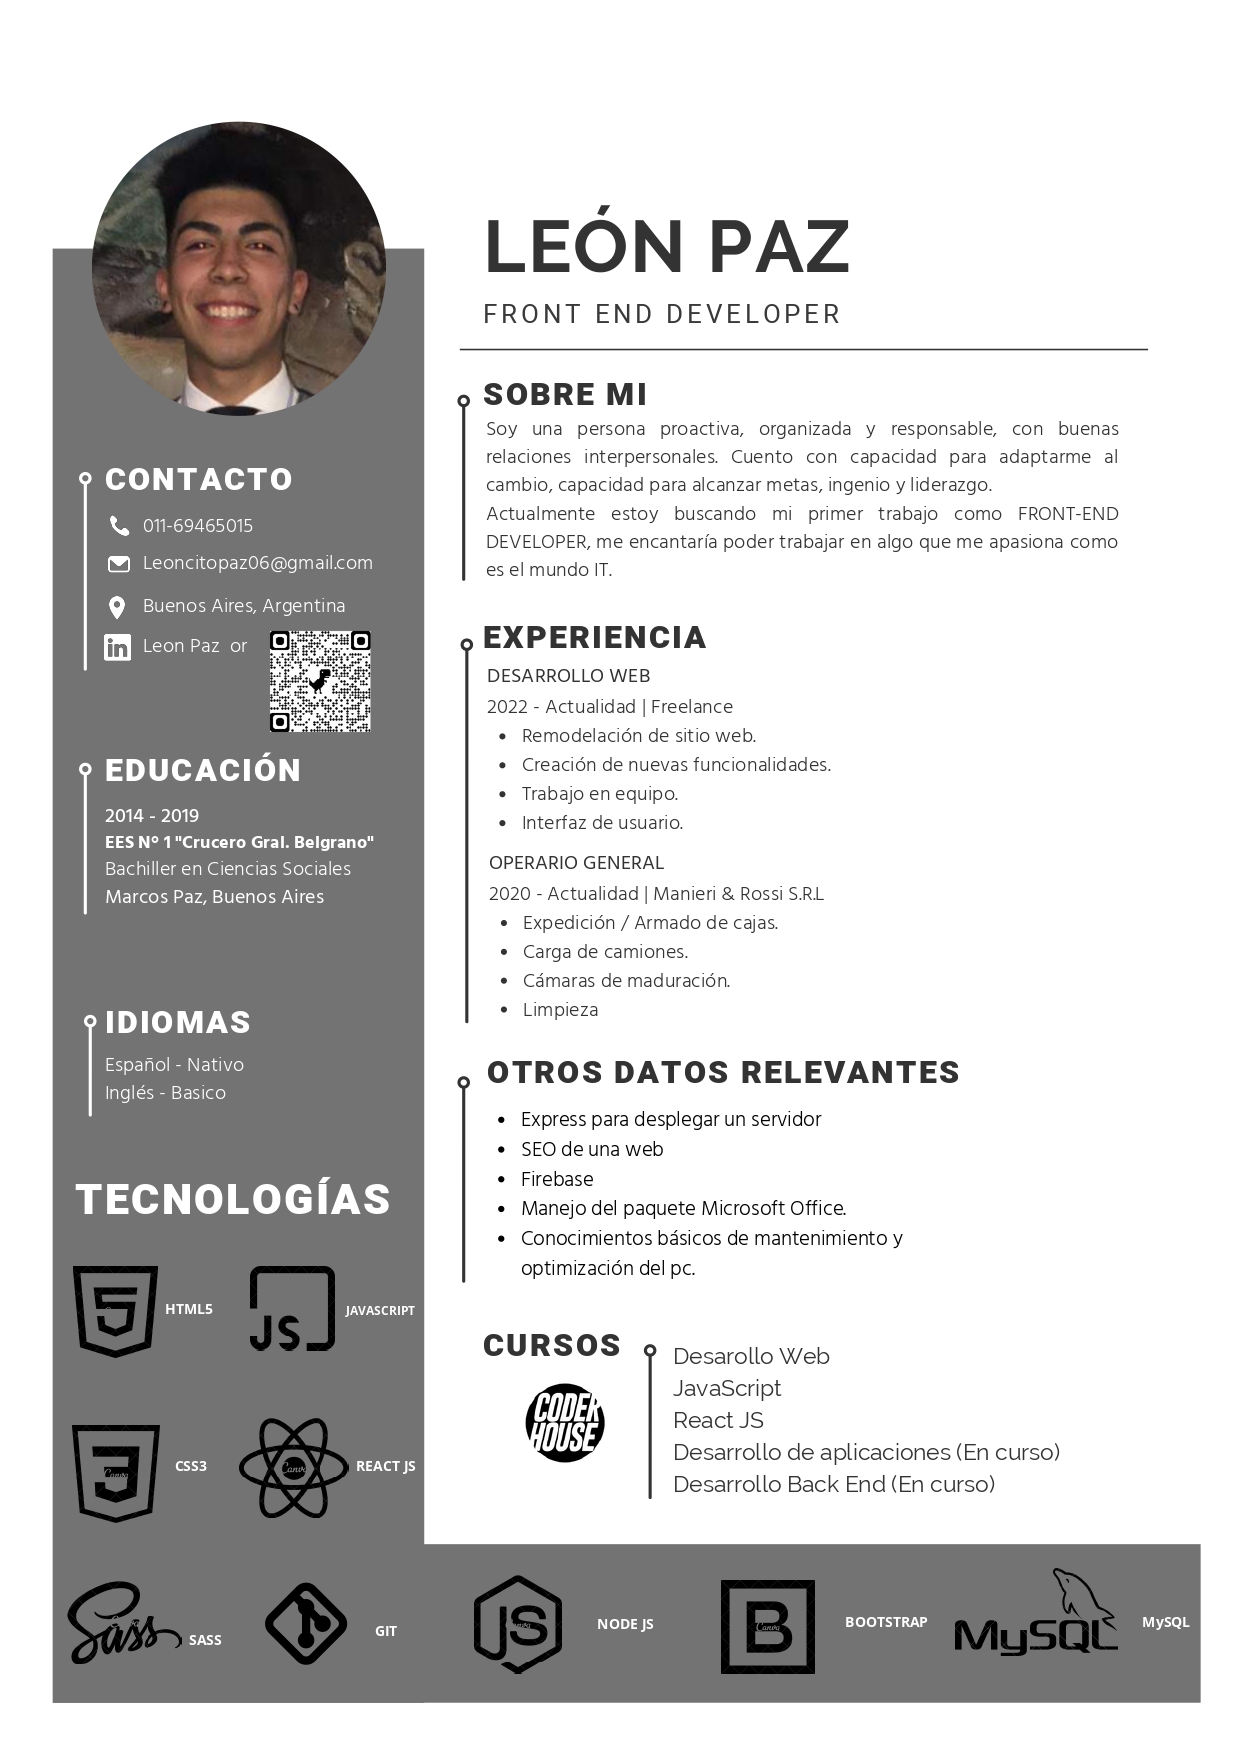 LEÓN PAZ
FRONT END DEVELOPER
CONTACTO
011-69465015
Leoncitopaz06@gmail.com
Buenos Aires, Argentina
in Leon Paz or
EDUCACIÓN
2014 - 2019
EES Nº 1 "Crucero Gral. Belgrano"
Bachiller en Ciencias Sociales
Marcos Paz, Buenos Aires
IDIOMAS
Español - Nativo
Inglés - Basico
SOBRE MI
Soy una persona proactiva, organizada y responsable, con buenas
relaciones interpersonales. Cuento con capacidad para adaptarme al
cambio, capacidad para alcanzar metas, ingenio y liderazgo.
Actualmente estoy buscando mi primer trabajo como FRONT-END
DEVELOPER, me encantaría poder trabajar en algo que me apasiona como
es el mundo IT.
EXPERIENCIA
DESARROLLO WEB
2022 - Actualidad | Freelance
• Remodelación de sitio web.
• Creación de nuevas funcionalidades.
• Trabajo en equipo.
• Interfaz de usuario.
OPERARIO GENERAL
2020 - Actualidad | Manieri & Rossi S.R.L
• Expedición / Armado de cajas.
• Carga de camiones.
• Cámaras de maduración.
• Limpieza
OTROS DATOS RELEVANTES
• Express para desplegar un servidor
• SEO de una web
• Firebase
• Manejo del paquete Microsoft Office.
• Conocimientos básicos de mantenimiento y
optimización del pc.
CURSOS
CODER
HOUSE
Desarollo Web
JavaScript
React JS
Desarrollo de aplicaciones (En curso)
Desarrollo Back End (En curso)
TECNOLOGÍAS
5 HTML5
JS JAVASCRIPT
3 Canva CSS3
Canva REACT JS
Sass SASS
GIT
JS Canva NODE JS
B Canva BOOTSTRAP
MySQL MySQL